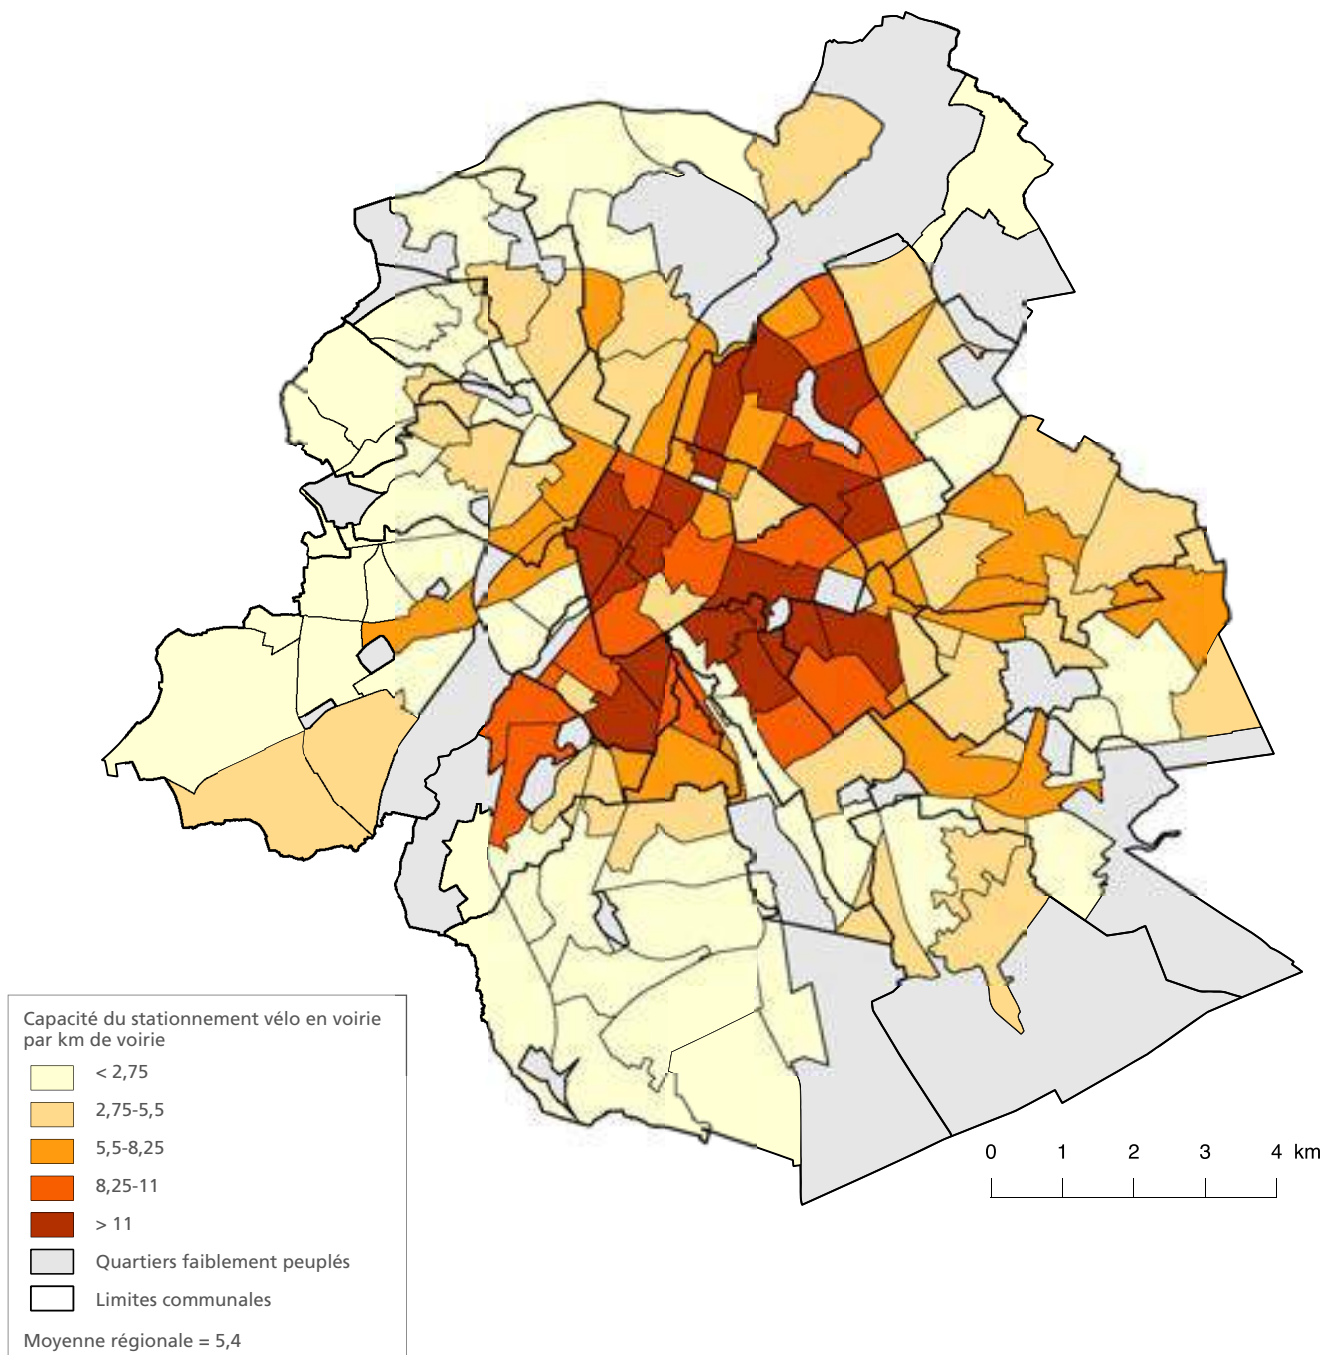 Capacité du stationnement vélo en voirie
par km de voirie
< 2,75
2,75-5,5
5,5-8,25
8,25-11
> 11
Quartiers faiblement peuplés
Limites communales
Moyenne régionale = 5,4
0 1 2 3 4 km